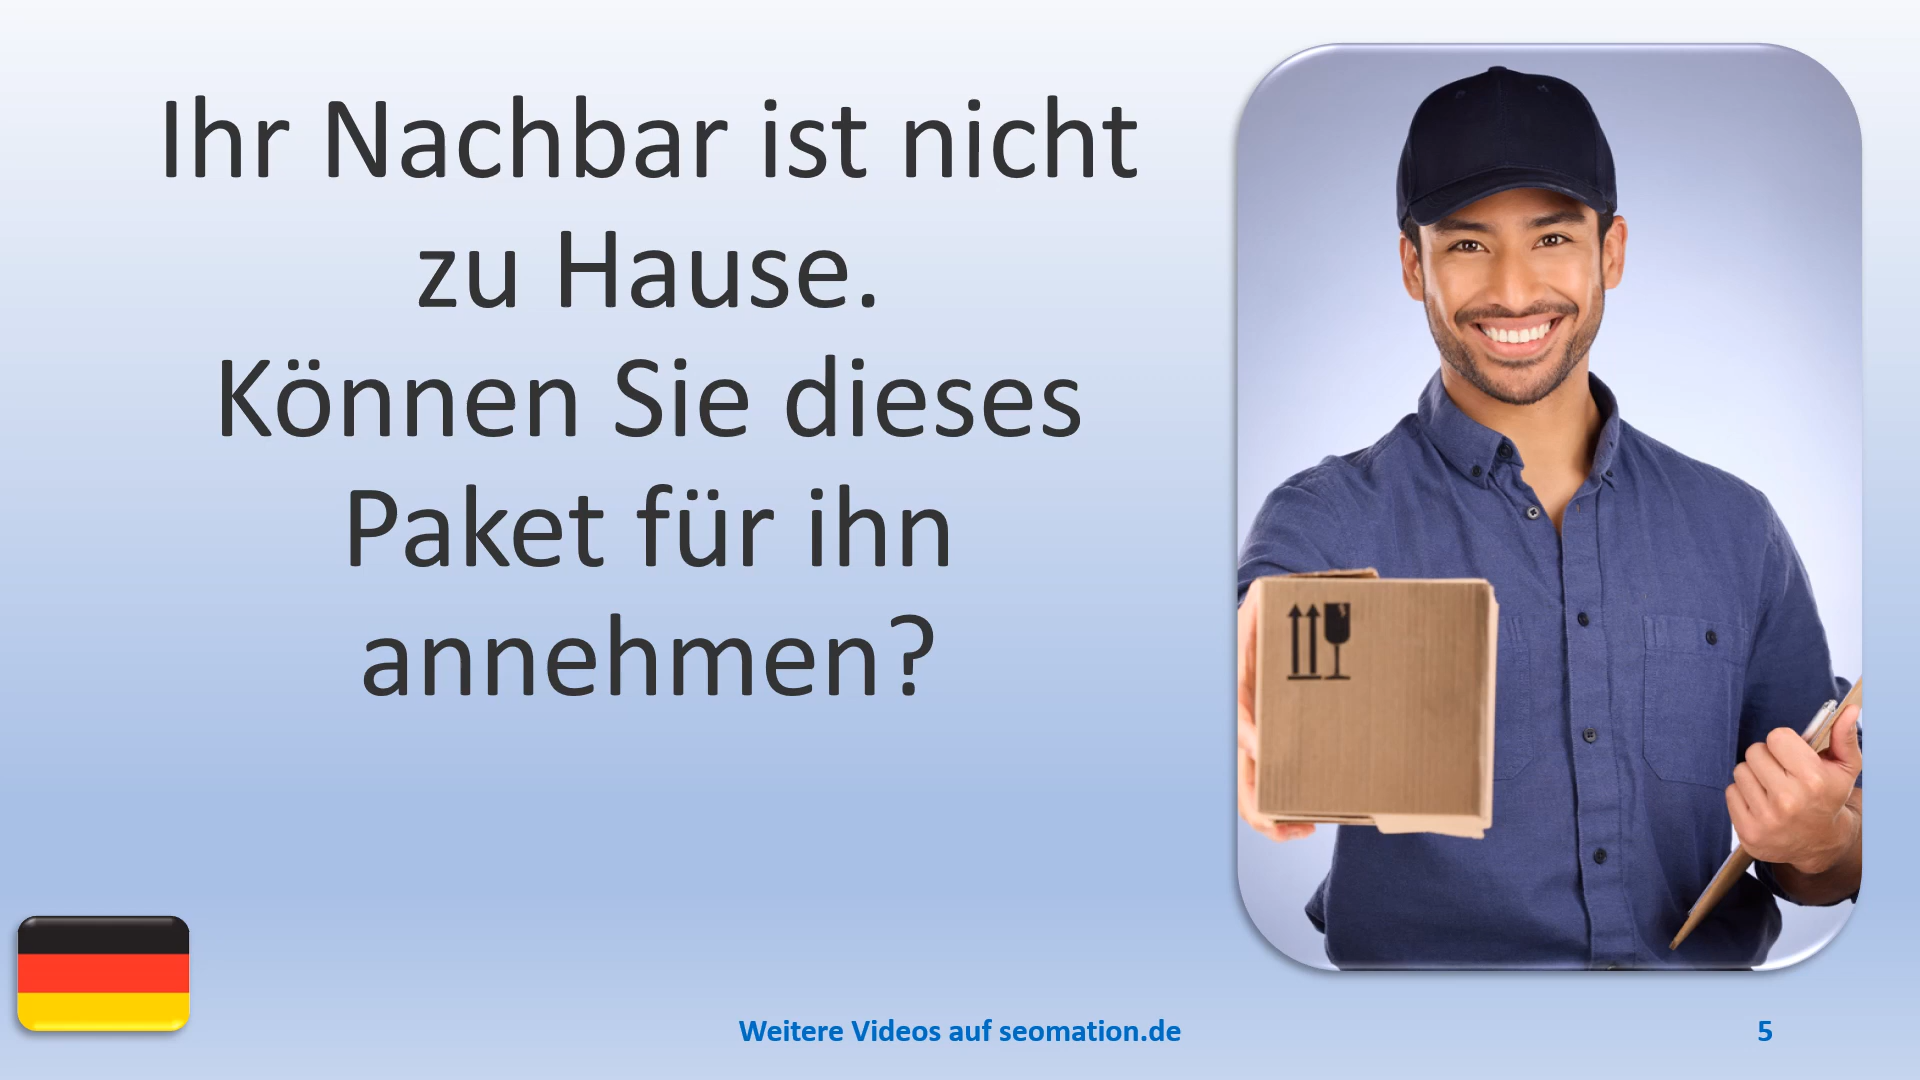 Ihr Nachbar ist nicht
zu Hause.
Können Sie dieses
Paket für ihn
annehmen?
Weitere Videos auf seomation.de
5